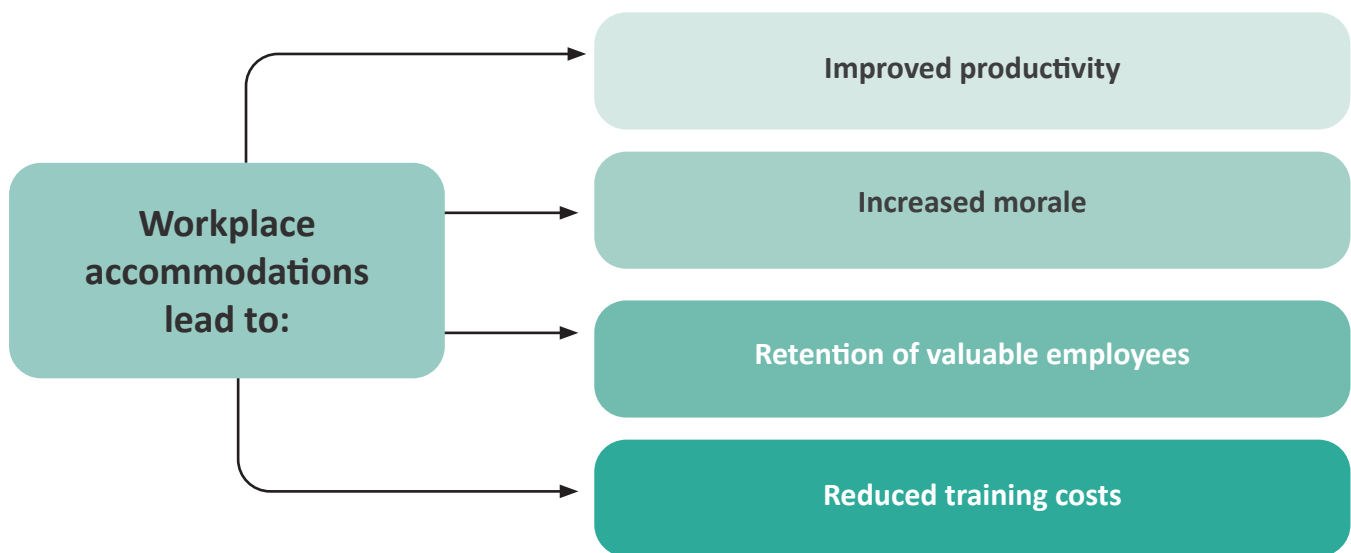 Improved productivity
Increased morale
Workplace
accommodations
lead to:
Retention of valuable employees
Reduced training costs